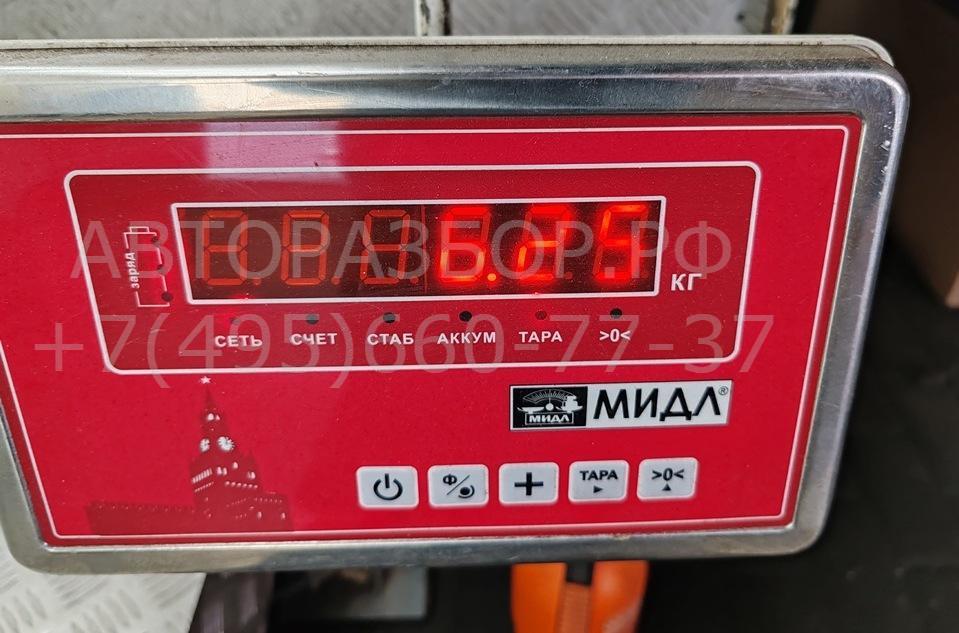 6.25
АВТОРАЗБОР.РФ
заряд
КГ
+7(495)660-77-37
СЕТЬ СЧЕТ СТАБ АККУМ ТАРА >0<
МИДЛ МИДЛ®
Ф/ + ТАРА >0<